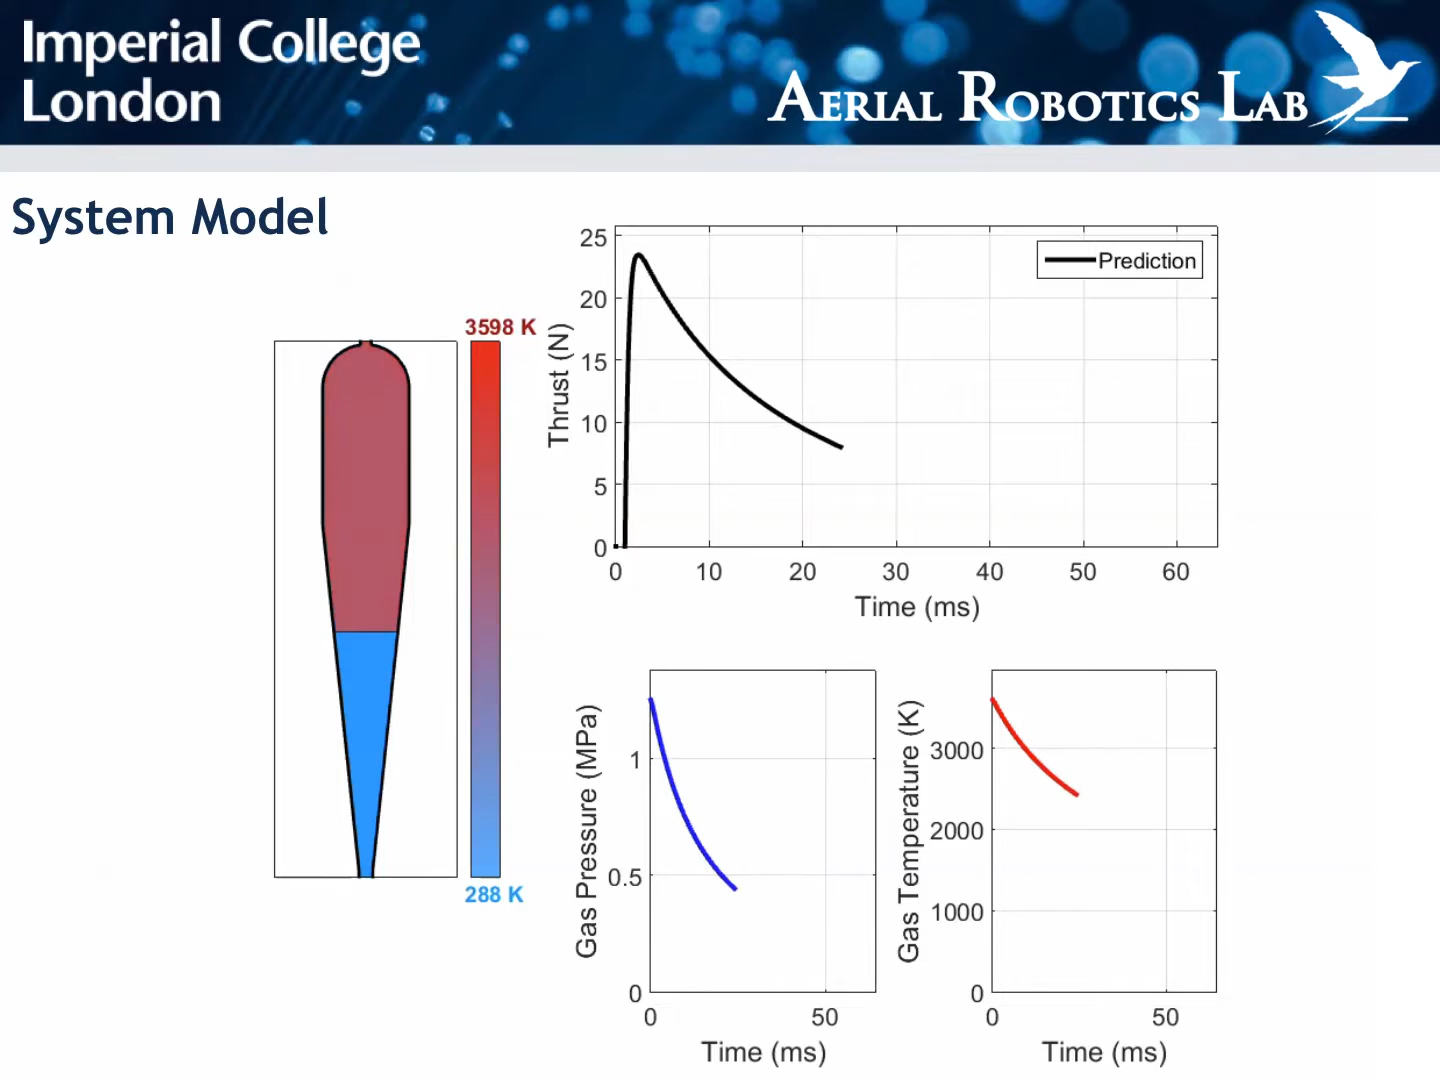 Imperial College
London
AERIAL ROBOTICS LAB
System Model
3598 K
288 K
25
20
15
10
5
0
Thrust (N)
Prediction
0 10 20 30 40 50 60
Time (ms)
1
0.5
0
Gas Pressure (MPa)
0 50
Time (ms)
3000
2000
1000
0
Gas Temperature (K)
0 50
Time (ms)